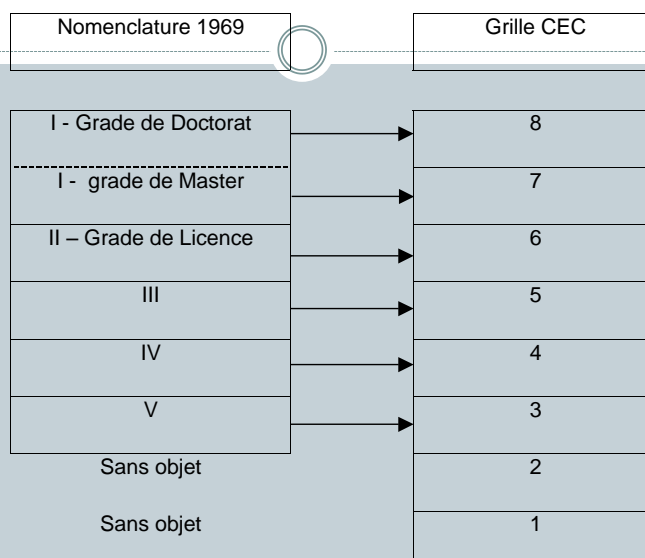 Nomenclature 1969
Grille CEC
I - Grade de Doctorat
8
I - grade de Master
7
II – Grade de Licence
6
III
5
IV
4
V
3
Sans objet
2
Sans objet
1